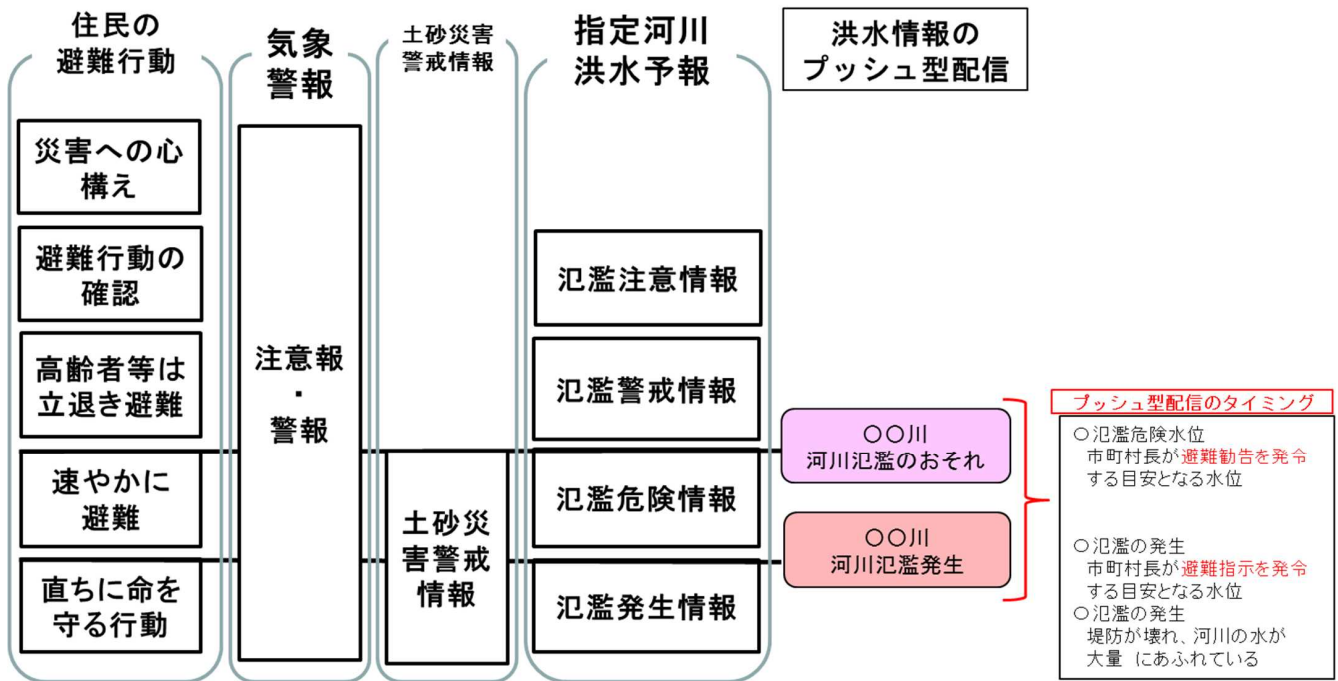 住民の
避難行動
災害への心
構え
避難行動の
確認
高齢者等は
立退き避難
速やかに
避難
直ちに命を
守る行動
気象
警報
注意報
・
警報
土砂災害
警戒情報
土砂災
害警戒
情報
指定河川
洪水予報
氾濫注意情報
氾濫警戒情報
氾濫危険情報
氾濫発生情報
洪水情報の
プッシュ型配信
〇〇川
河川氾濫のおそれ
〇〇川
河川氾濫発生
プッシュ型配信のタイミング
○氾濫危険水位
市町村長が避難勧告を発令
する目安となる水位
○氾濫の発生
市町村長が避難指示を発令
する目安となる水位
○氾濫の発生
堤防が壊れ、河川の水が
大量 にあふれている